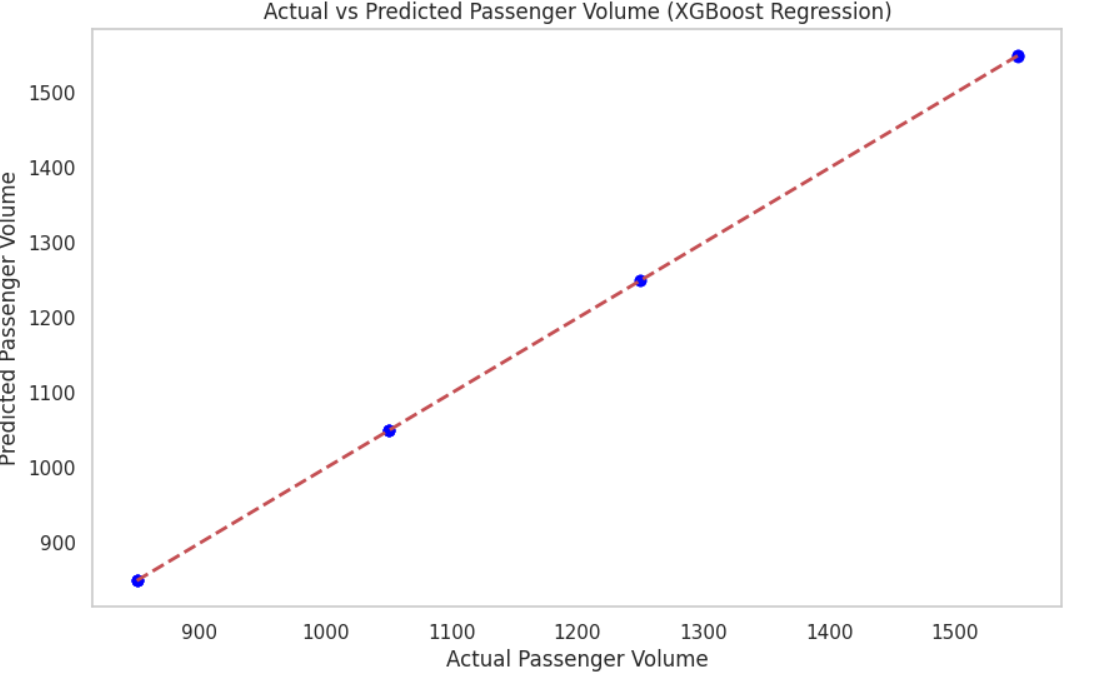 Actual vs Predicted Passenger Volume (XGBoost Regression)
Predicted Passenger Volume
1500
1400
1300
1200
1100
1000
900
900 1000 1100 1200 1300 1400 1500
Actual Passenger Volume